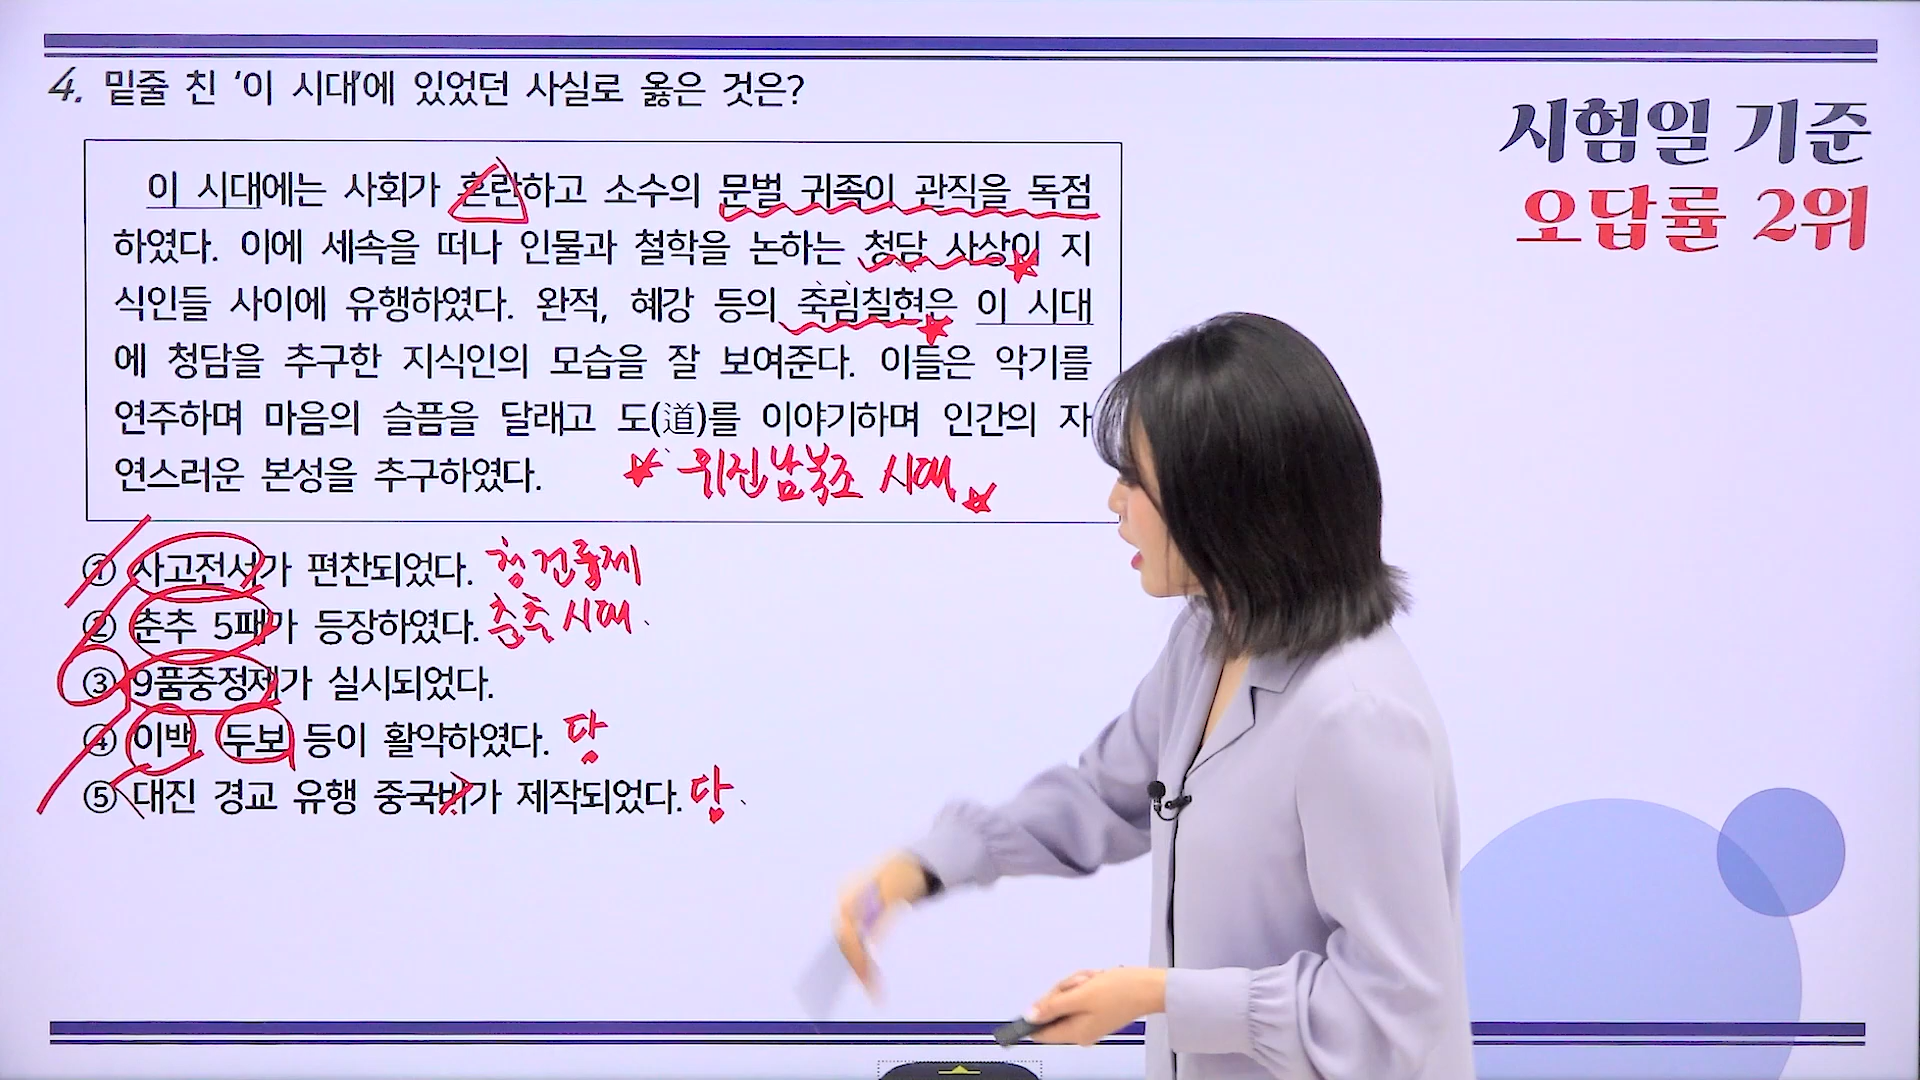 4. 밑줄 친 '이 시대'에 있었던 사실로 옳은 것은?
시험일 기준
오답률 2위
이 시대에는 사회가 혼란하고 소수의 문벌 귀족이 관직을 독점
하였다. 이에 세속을 떠나 인물과 철학을 논하는 청담 사상이 지
식인들 사이에 유행하였다. 완적, 혜강 등의 죽림칠현은 이 시대
에 청담을 추구한 지식인의 모습을 잘 보여준다. 이들은 악기를
연주하며 마음의 슬픔을 달래고 도(道)를 이야기하며 인간의 자
연스러운 본성을 추구하였다. 위진남북조 시대
① 사고전서가 편찬되었다. 청 건륭제
② 춘추 5패가 등장하였다. 춘추 시대.
③ 9품중정제가 실시되었다.
④ 이백, 두보 등이 활약하였다. 당
⑤ 대진 경교 유행 중국비가 제작되었다. 당.